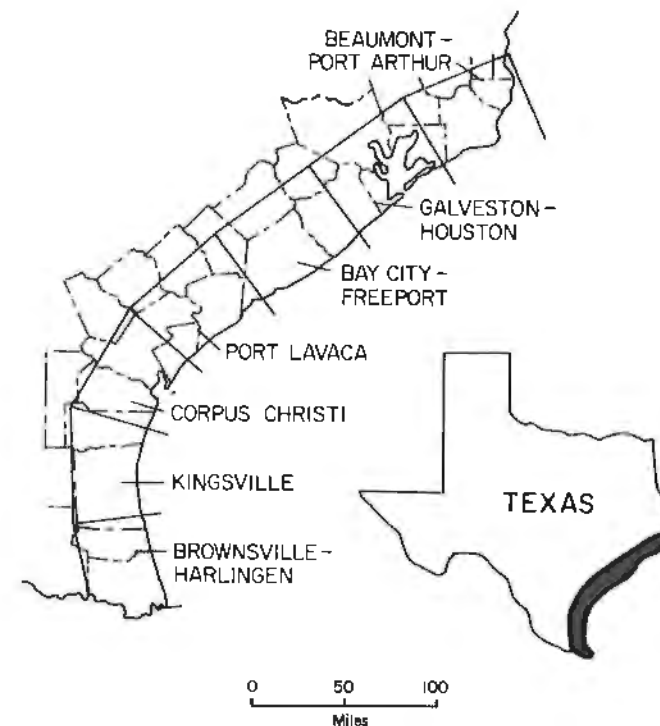 BEAUMONT–
PORT ARTHUR
GALVESTON–
HOUSTON
BAY CITY–
FREEPORT
PORT LAVACA
CORPUS CHRISTI
KINGSVILLE
TEXAS
BROWNSVILLE–
HARLINGEN
0 50 100
Miles